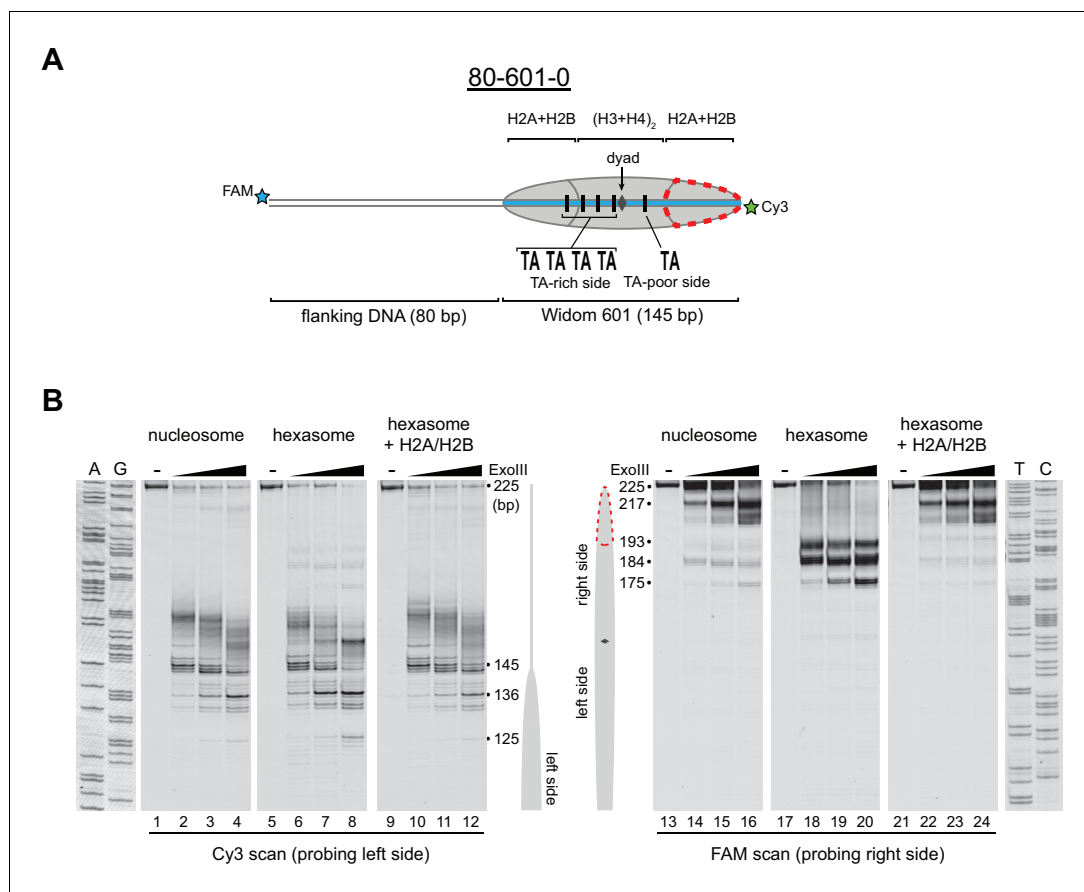 A
80-601-0
H2A+H2B (H3+H4)2 H2A+H2B
dyad
FAM
Cy3
TA TA TA TA TA
TA-rich side TA-poor side
flanking DNA (80 bp) Widom 601 (145 bp)
B
nucleosome hexasome hexasome + H2A/H2B
A G - - - ExoIII
225 (bp)
145
136
125
left side
1 2 3 4 5 6 7 8 9 10 11 12
Cy3 scan (probing left side)
nucleosome hexasome hexasome + H2A/H2B
ExoIII - - - T C
225
217
193
184
175
right side
left side
13 14 15 16 17 18 19 20 21 22 23 24
FAM scan (probing right side)